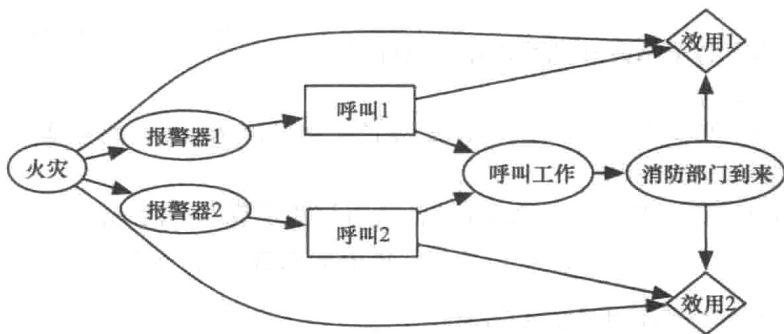 效用1
呼叫1
报警器1
火灾
呼叫工作
消防部门到来
报警器2
呼叫2
效用2